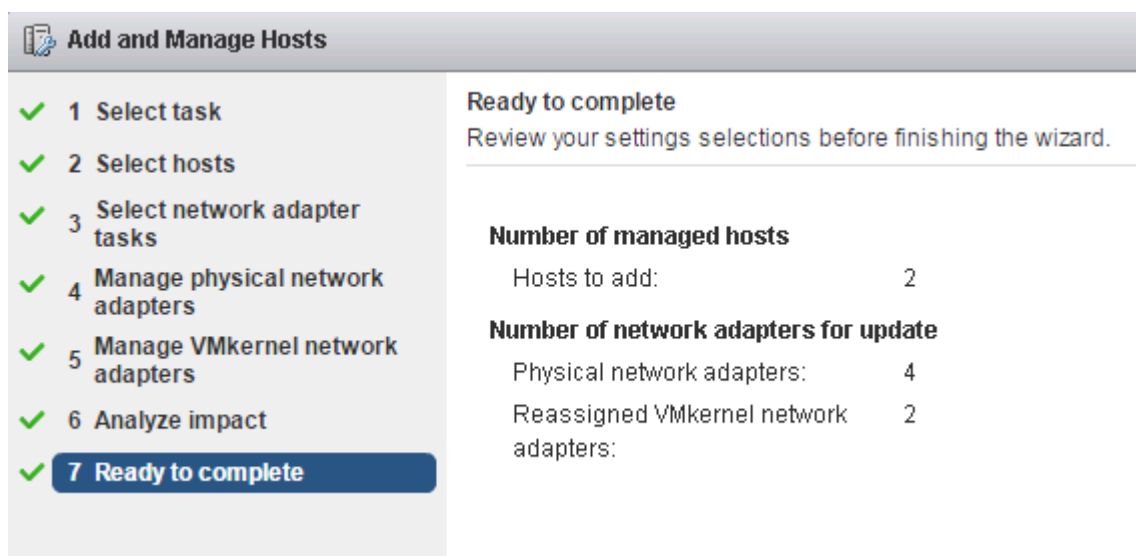 Add and Manage Hosts
1 Select task
2 Select hosts
3 Select network adapter
tasks
4 Manage physical network
adapters
5 Manage VMkernel network
adapters
6 Analyze impact
7 Ready to complete
Ready to complete
Review your settings selections before finishing the wizard.
Number of managed hosts
Hosts to add: 2
Number of network adapters for update
Physical network adapters: 4
Reassigned VMkernel network 2
adapters: